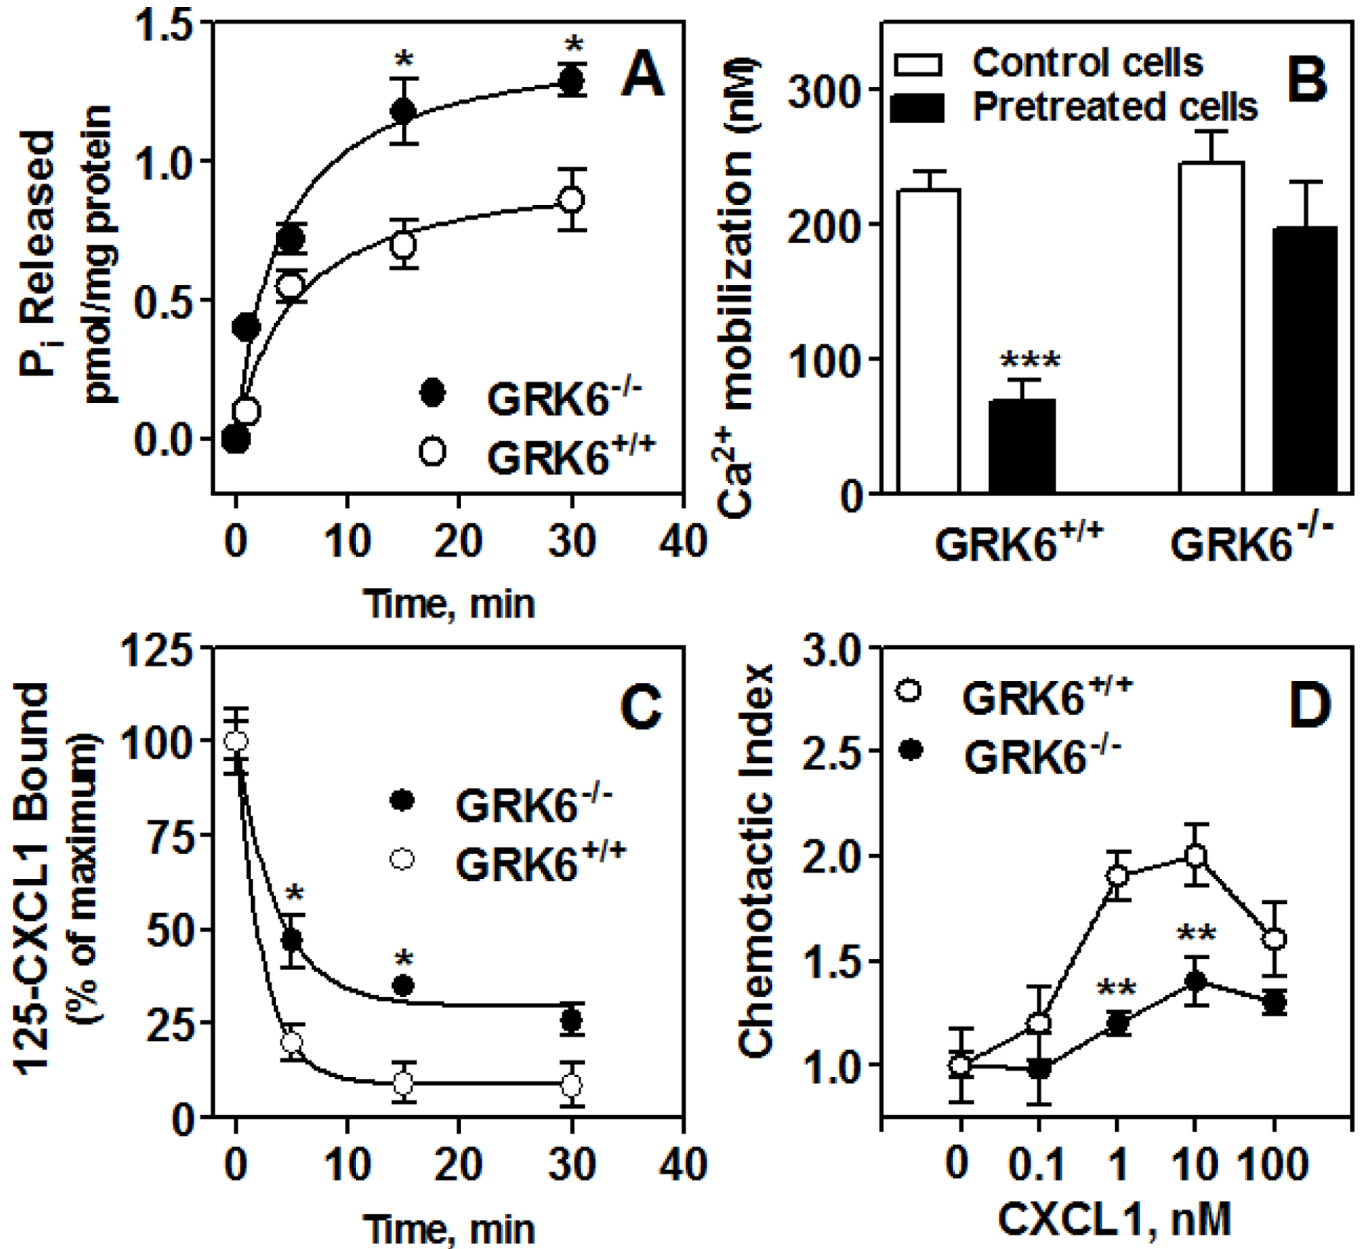 A
Pi Released
pmol/mg protein
1.5
1.0
0.5
0.0
* *
GRK6-/-
GRK6+/+
0 10 20 30 40
Time, min
B
Ca2+ mobilization (nM)
300
200
100
0
Control cells
Pretreated cells
***
GRK6+/+ GRK6-/-
C
125-CXCL1 Bound
(% of maximum)
125
100
75
50
25
0
GRK6-/-
GRK6+/+
* *
0 10 20 30 40
Time, min
D
Chemotactic Index
3.0
2.5
2.0
1.5
1.0
GRK6+/+
GRK6-/-
** **
0 0.1 1 10 100
CXCL1, nM